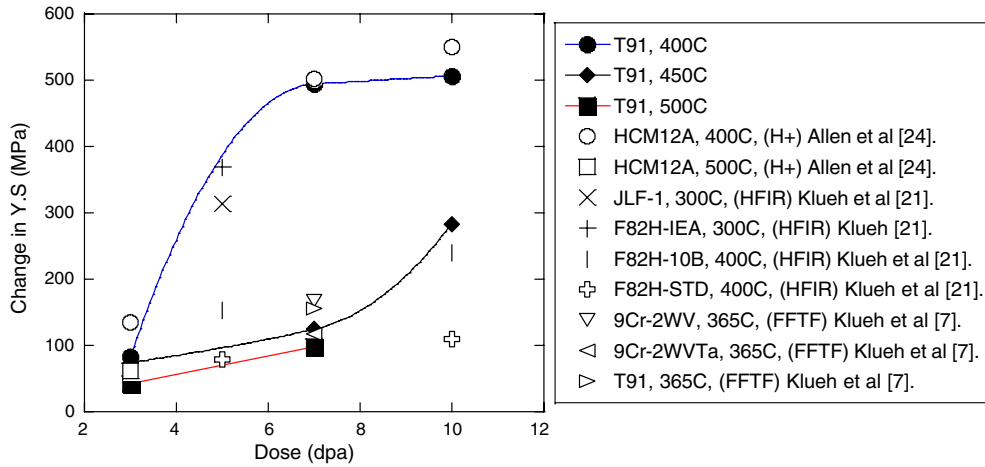 600
500
400
300
200
100
0
Change in Y.S (MPa)
2
4
6
8
10
12
Dose (dpa)
T91, 400C
T91, 450C
T91, 500C
HCM12A, 400C, (H+) Allen et al [24].
HCM12A, 500C, (H+) Allen et al [24].
JLF-1, 300C, (HFIR) Klueh et al [21].
F82H-IEA, 300C, (HFIR) Klueh [21].
F82H-10B, 400C, (HFIR) Klueh et al [21].
F82H-STD, 400C, (HFIR) Klueh et al [21].
9Cr-2WV, 365C, (FFTF) Klueh et al [7].
9Cr-2WVTa, 365C, (FFTF) Klueh et al [7].
T91, 365C, (FFTF) Klueh et al [7].